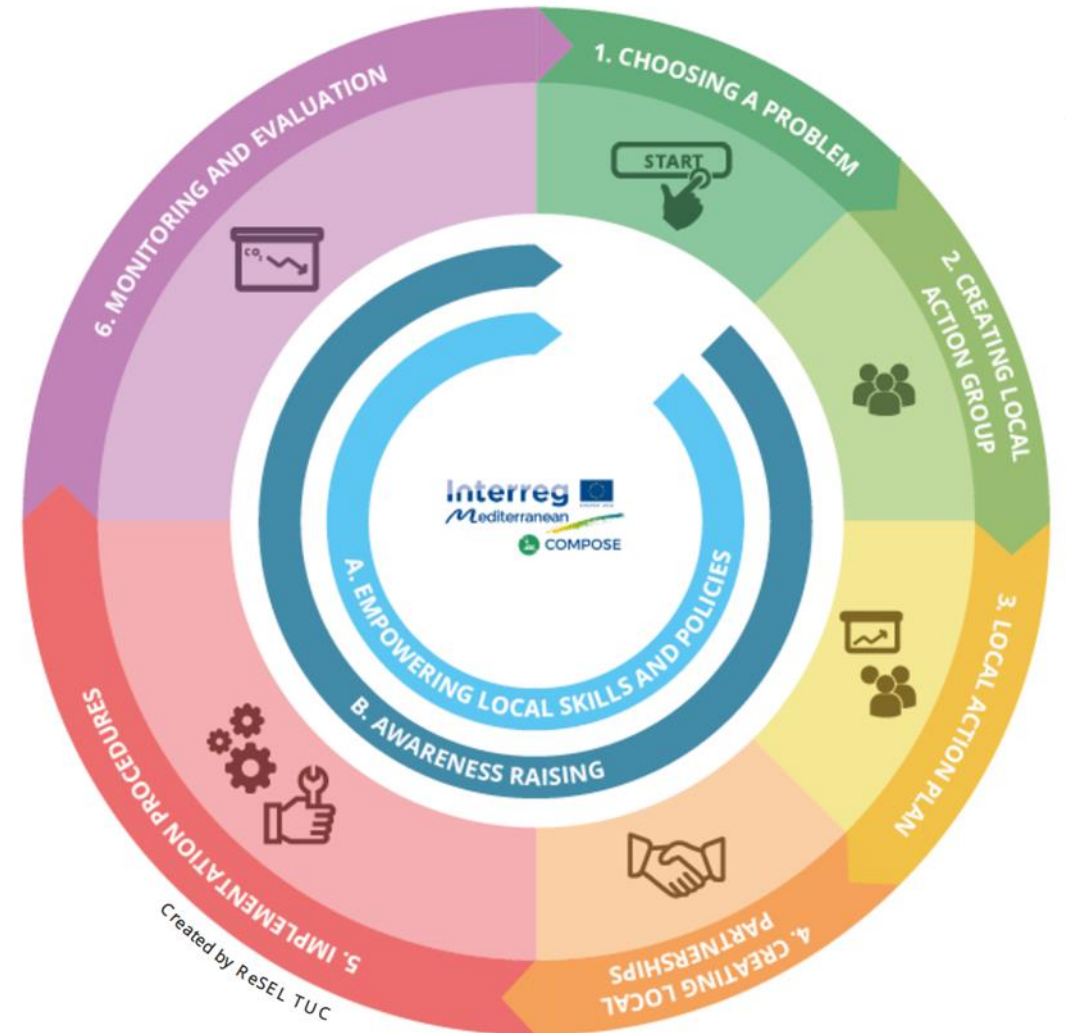 1. CHOOSING A PROBLEM
START
2. CREATING LOCAL
ACTION GROUP
3. LOCAL ACTION PLAN
4. CREATING LOCAL
PARTNERSHIPS
5. IMPLEMENTATION PROCEDURES
6. MONITORING AND EVALUATION
CO₂
Interreg
Mediterranean
COMPOSE
A. EMPOWERING LOCAL SKILLS AND POLICIES
B. AWARENESS RAISING
Created by ReSEL TUC